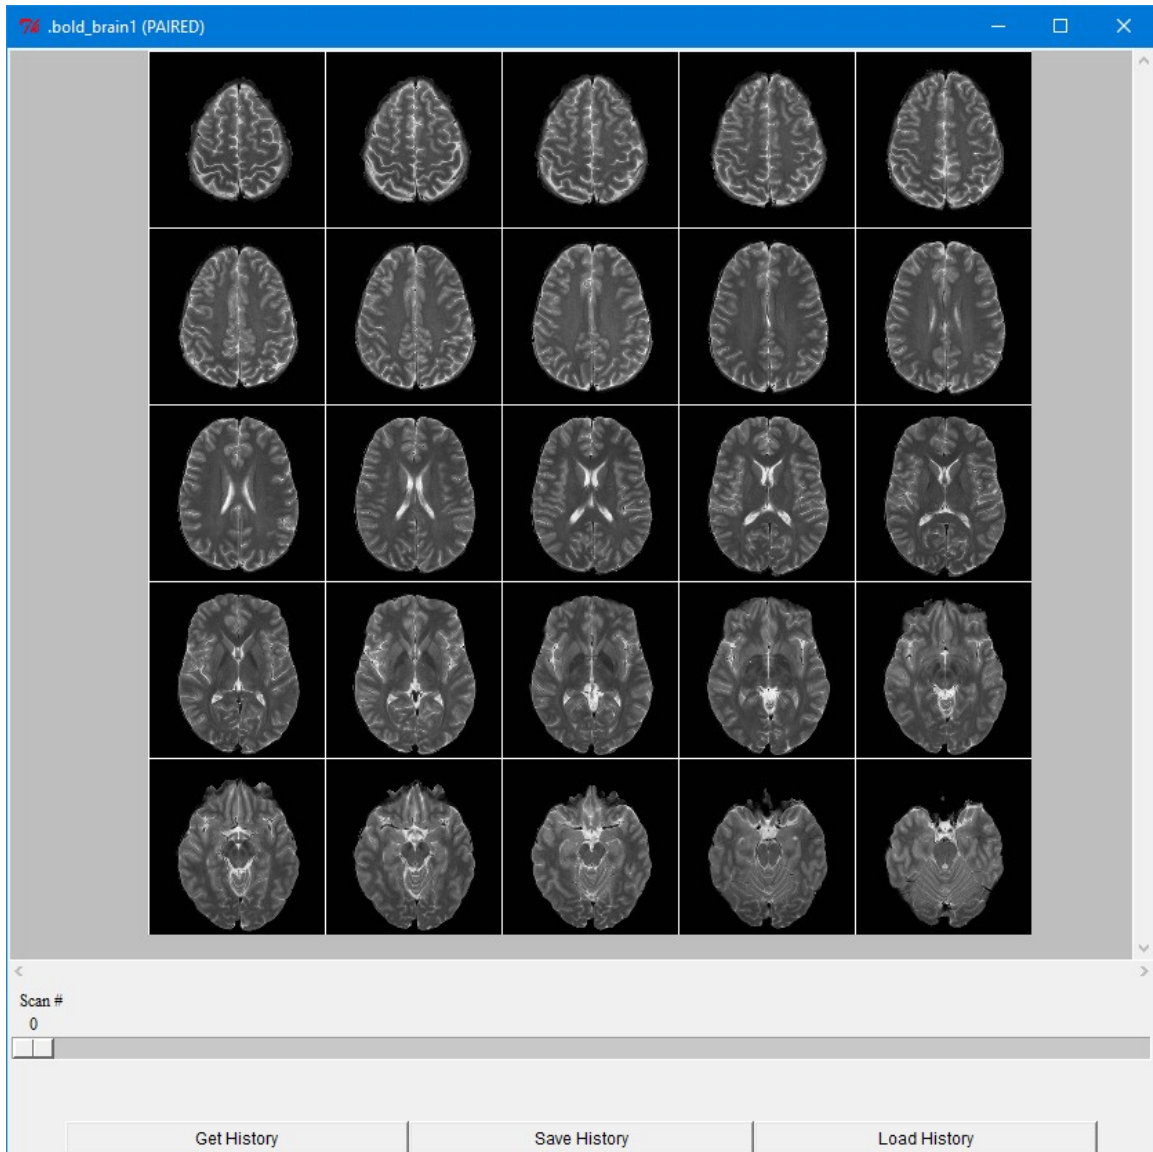 .bold_brain1 (PAIRED)
Scan #
0
Get History
Save History
Load History